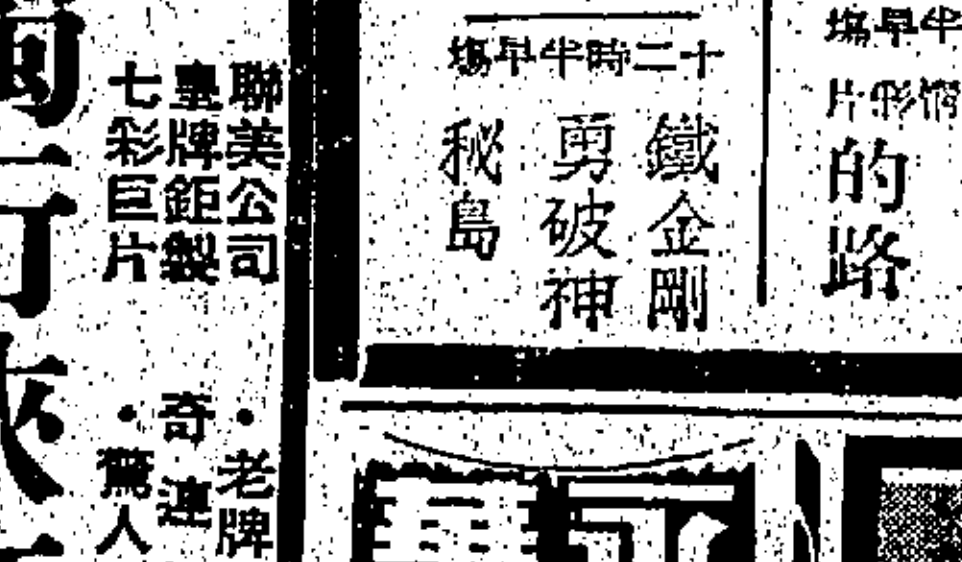 半早場
彩片
的路
十二時半早場
鐵金剛
勇破神
秘島
聯美公司
皇牌鉅製
七彩巨片
•老牌
奇連
•驚人